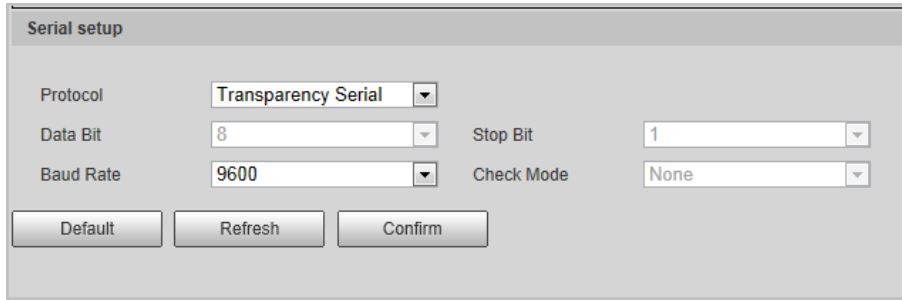 Serial setup
Protocol Transparency Serial
Data Bit 8 Stop Bit 1
Baud Rate 9600 Check Mode None
Default Refresh Confirm